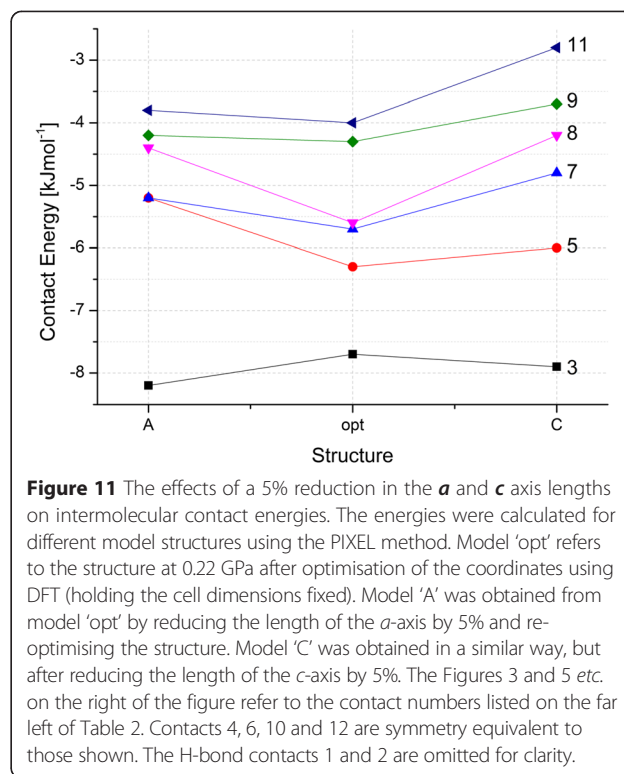 -3
-4
-5
-6
-7
-8
Contact Energy [kJmol⁻¹]
11
9
8
7
5
3
A
opt
C
Structure
Figure 11 The effects of a 5% reduction in the a and c axis lengths
on intermolecular contact energies. The energies were calculated for
different model structures using the PIXEL method. Model 'opt' refers
to the structure at 0.22 GPa after optimisation of the coordinates using
DFT (holding the cell dimensions fixed). Model 'A' was obtained from
model 'opt' by reducing the length of the a-axis by 5% and re-
optimising the structure. Model 'C' was obtained in a similar way, but
after reducing the length of the c-axis by 5%. The Figures 3 and 5 etc.
on the right of the figure refer to the contact numbers listed on the far
left of Table 2. Contacts 4, 6, 10 and 12 are symmetry equivalent to
those shown. The H-bond contacts 1 and 2 are omitted for clarity.